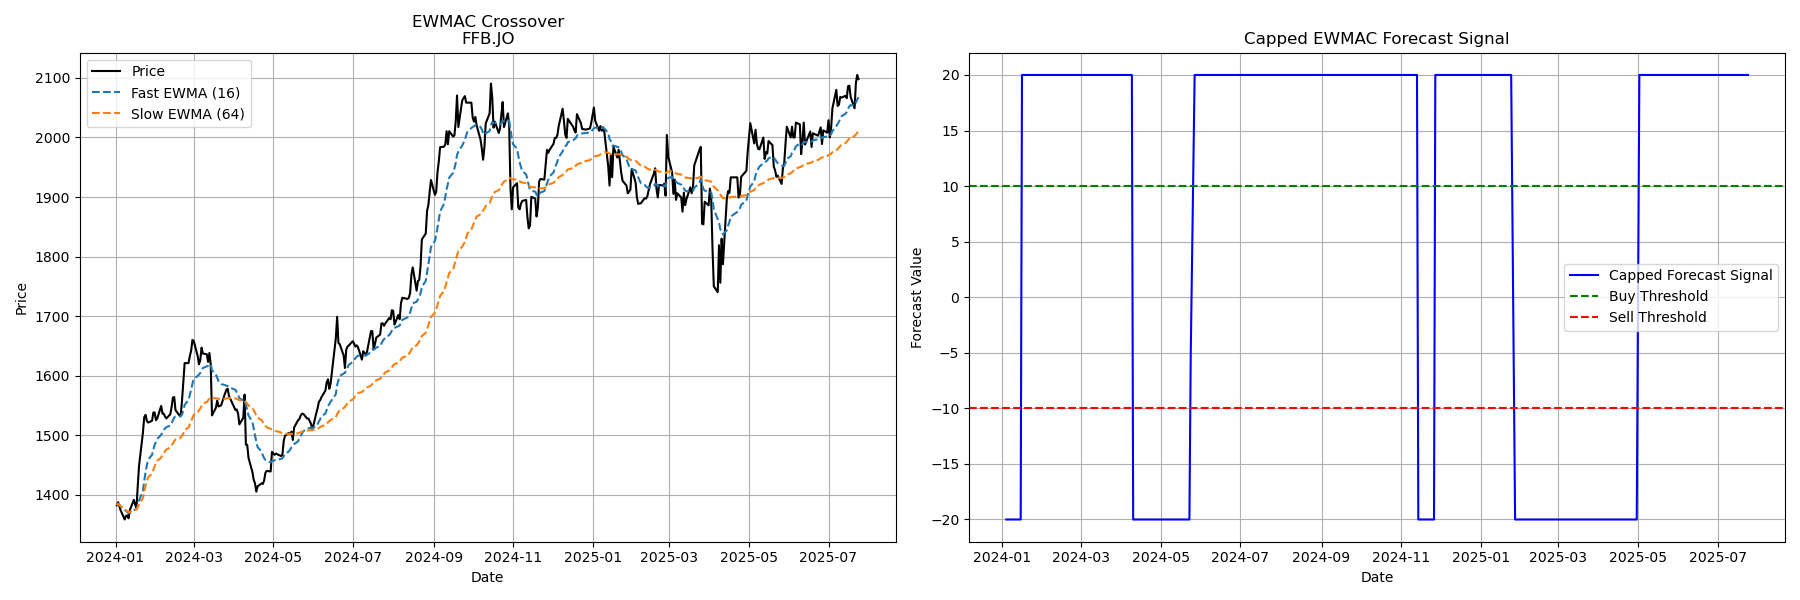 EWMAC Crossover
FFB.JO
Price
Fast EWMA (16)
Slow EWMA (64)
2100
2000
1900
1800
1700
1600
1500
1400
Price
2024-01 2024-03 2024-05 2024-07 2024-09 2024-11 2025-01 2025-03 2025-05 2025-07
Date
Capped EWMAC Forecast Signal
20
15
10
5
0
−5
−10
−15
−20
Forecast Value
Capped Forecast Signal
Buy Threshold
Sell Threshold
2024-01 2024-03 2024-05 2024-07 2024-09 2024-11 2025-01 2025-03 2025-05 2025-07
Date